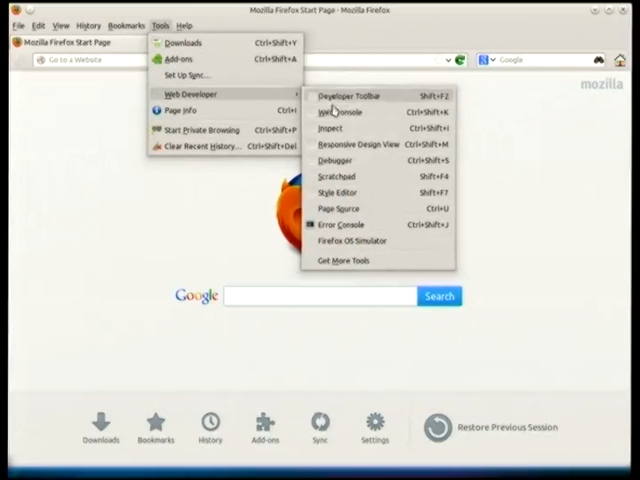 Mozilla Firefox Start Page - Mozilla Firefox
File Edit View History Bookmarks Tools Help
Mozilla Firefox Start Page
Go to a Website
Google
Downloads Ctrl+Shift+Y
Add-ons Ctrl+Shift+A
Set Up Sync...
Web Developer
Page Info Ctrl+I
Start Private Browsing Ctrl+Shift+P
Clear Recent History... Ctrl+Shift+Del
mozilla
Developer Toolbar Shift+F2
Web Console Ctrl+Shift+K
Inspect Ctrl+Shift+I
Responsive Design View Ctrl+Shift+M
Debugger Ctrl+Shift+S
Scratchpad Shift+F4
Style Editor Shift+F7
Page Source Ctrl+U
Error Console Ctrl+Shift+J
Firefox OS Simulator
Get More Tools
Google Search
Downloads Bookmarks History Add-ons Sync Settings Restore Previous Session